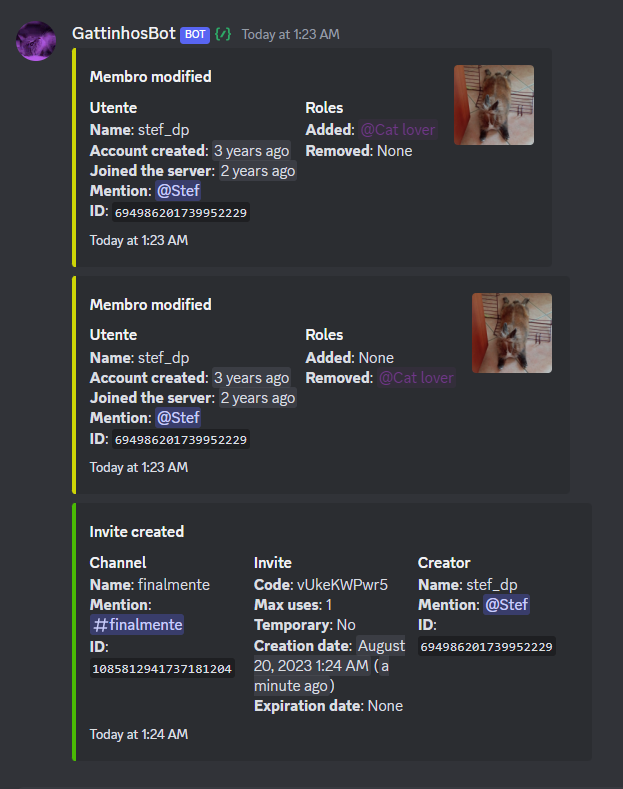 GattinhosBot BOT {/} Today at 1:23 AM
Membro modified
Utente
Name: stef_dp
Account created: 3 years ago
Joined the server: 2 years ago
Mention: @Stef
ID: 694986201739952229
Roles
Added: @Cat lover
Removed: None
Today at 1:23 AM
Membro modified
Utente
Name: stef_dp
Account created: 3 years ago
Joined the server: 2 years ago
Mention: @Stef
ID: 694986201739952229
Roles
Added: None
Removed: @Cat lover
Today at 1:23 AM
Invite created
Channel
Name: finalmente
Mention:
#finalmente
ID:
1085812941737181204
Invite
Code: vUkeKWPwr5
Max uses: 1
Temporary: No
Creation date: August
20, 2023 1:24 AM (a
minute ago)
Expiration date: None
Creator
Name: stef_dp
Mention: @Stef
ID:
694986201739952229
Today at 1:24 AM